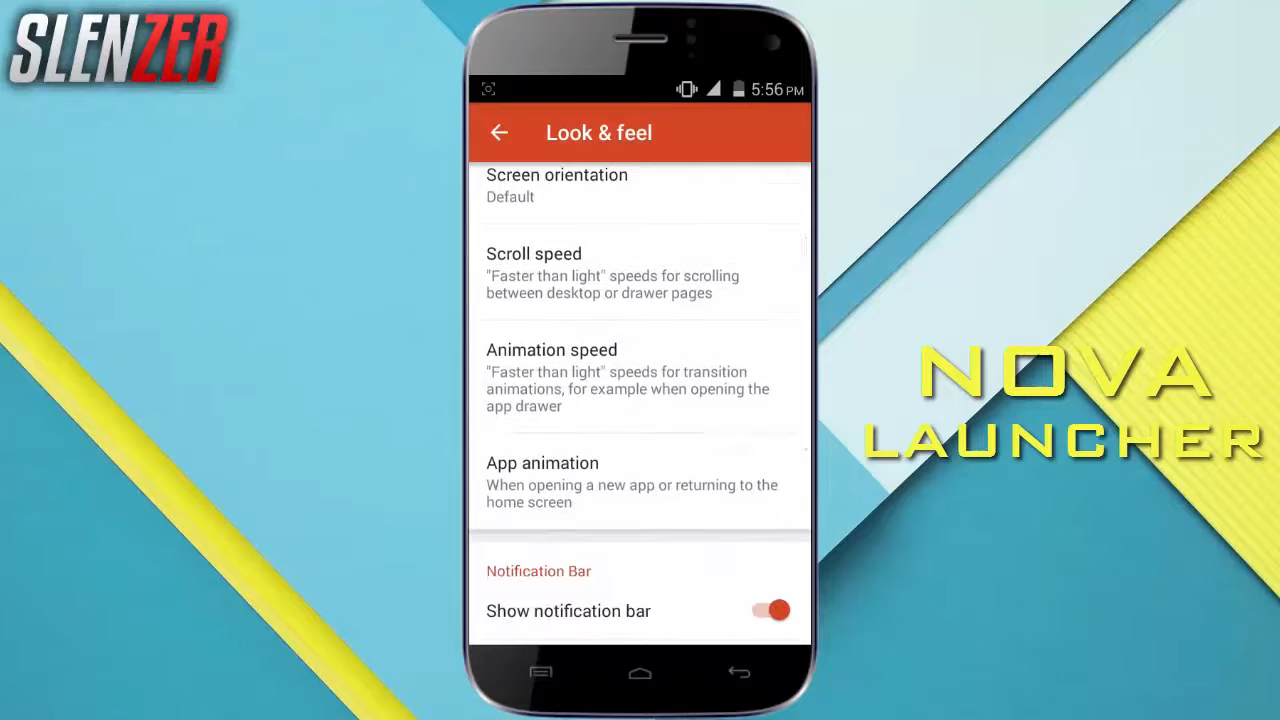 SLENZER
5:56 PM
Look & feel
Screen orientation
Default
Scroll speed
"Faster than light" speeds for scrolling
between desktop or drawer pages
Animation speed
"Faster than light" speeds for transition
animations, for example when opening the
app drawer
App animation
When opening a new app or returning to the
home screen
Notification Bar
Show notification bar
NOVA
LAUNCHER